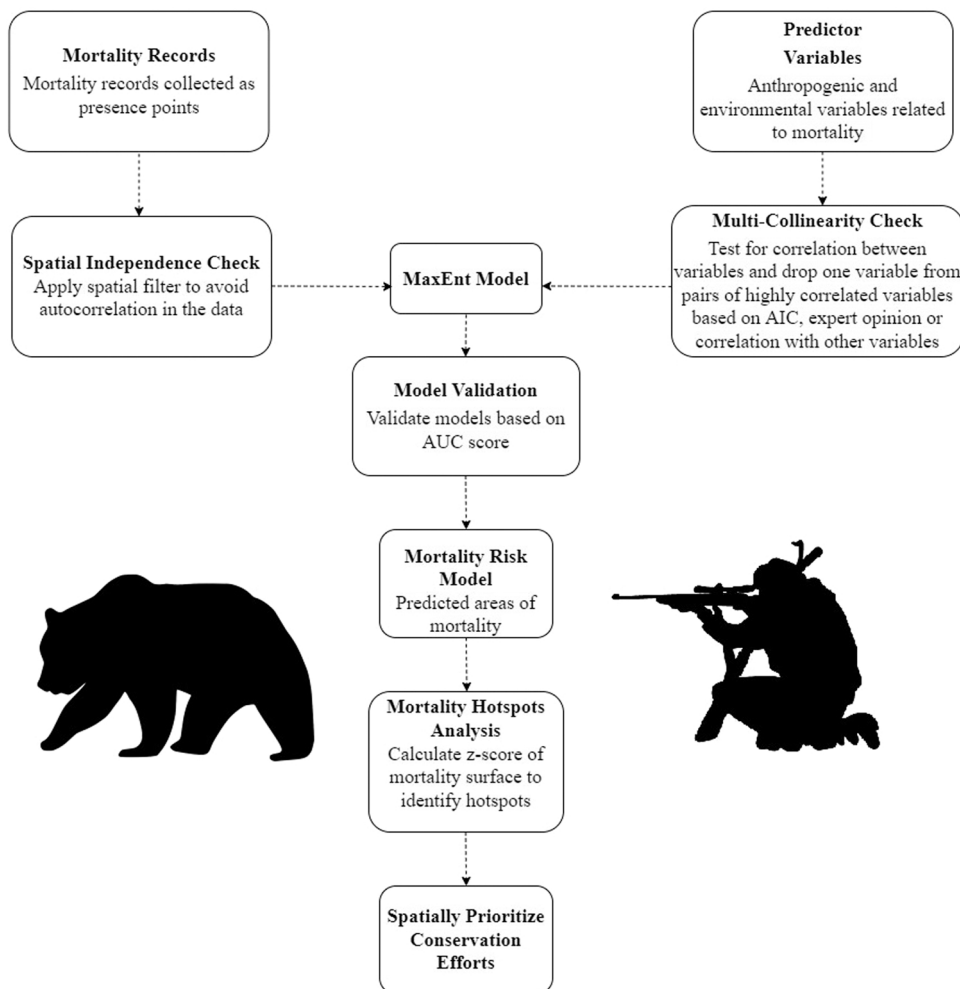 Mortality Records
Mortality records collected as
presence points
Predictor
Variables
Anthropogenic and
environmental variables related
to mortality
Spatial Independence Check
Apply spatial filter to avoid
autocorrelation in the data
MaxEnt Model
Multi-Collinearity Check
Test for correlation between
variables and drop one variable from
pairs of highly correlated variables
based on AIC, expert opinion or
correlation with other variables
Model Validation
Validate models based on
AUC score
Mortality Risk
Model
Predicted areas of
mortality
Mortality Hotspots
Analysis
Calculate z-score of
mortality surface to
identify hotspots
Spatially Prioritize
Conservation
Efforts